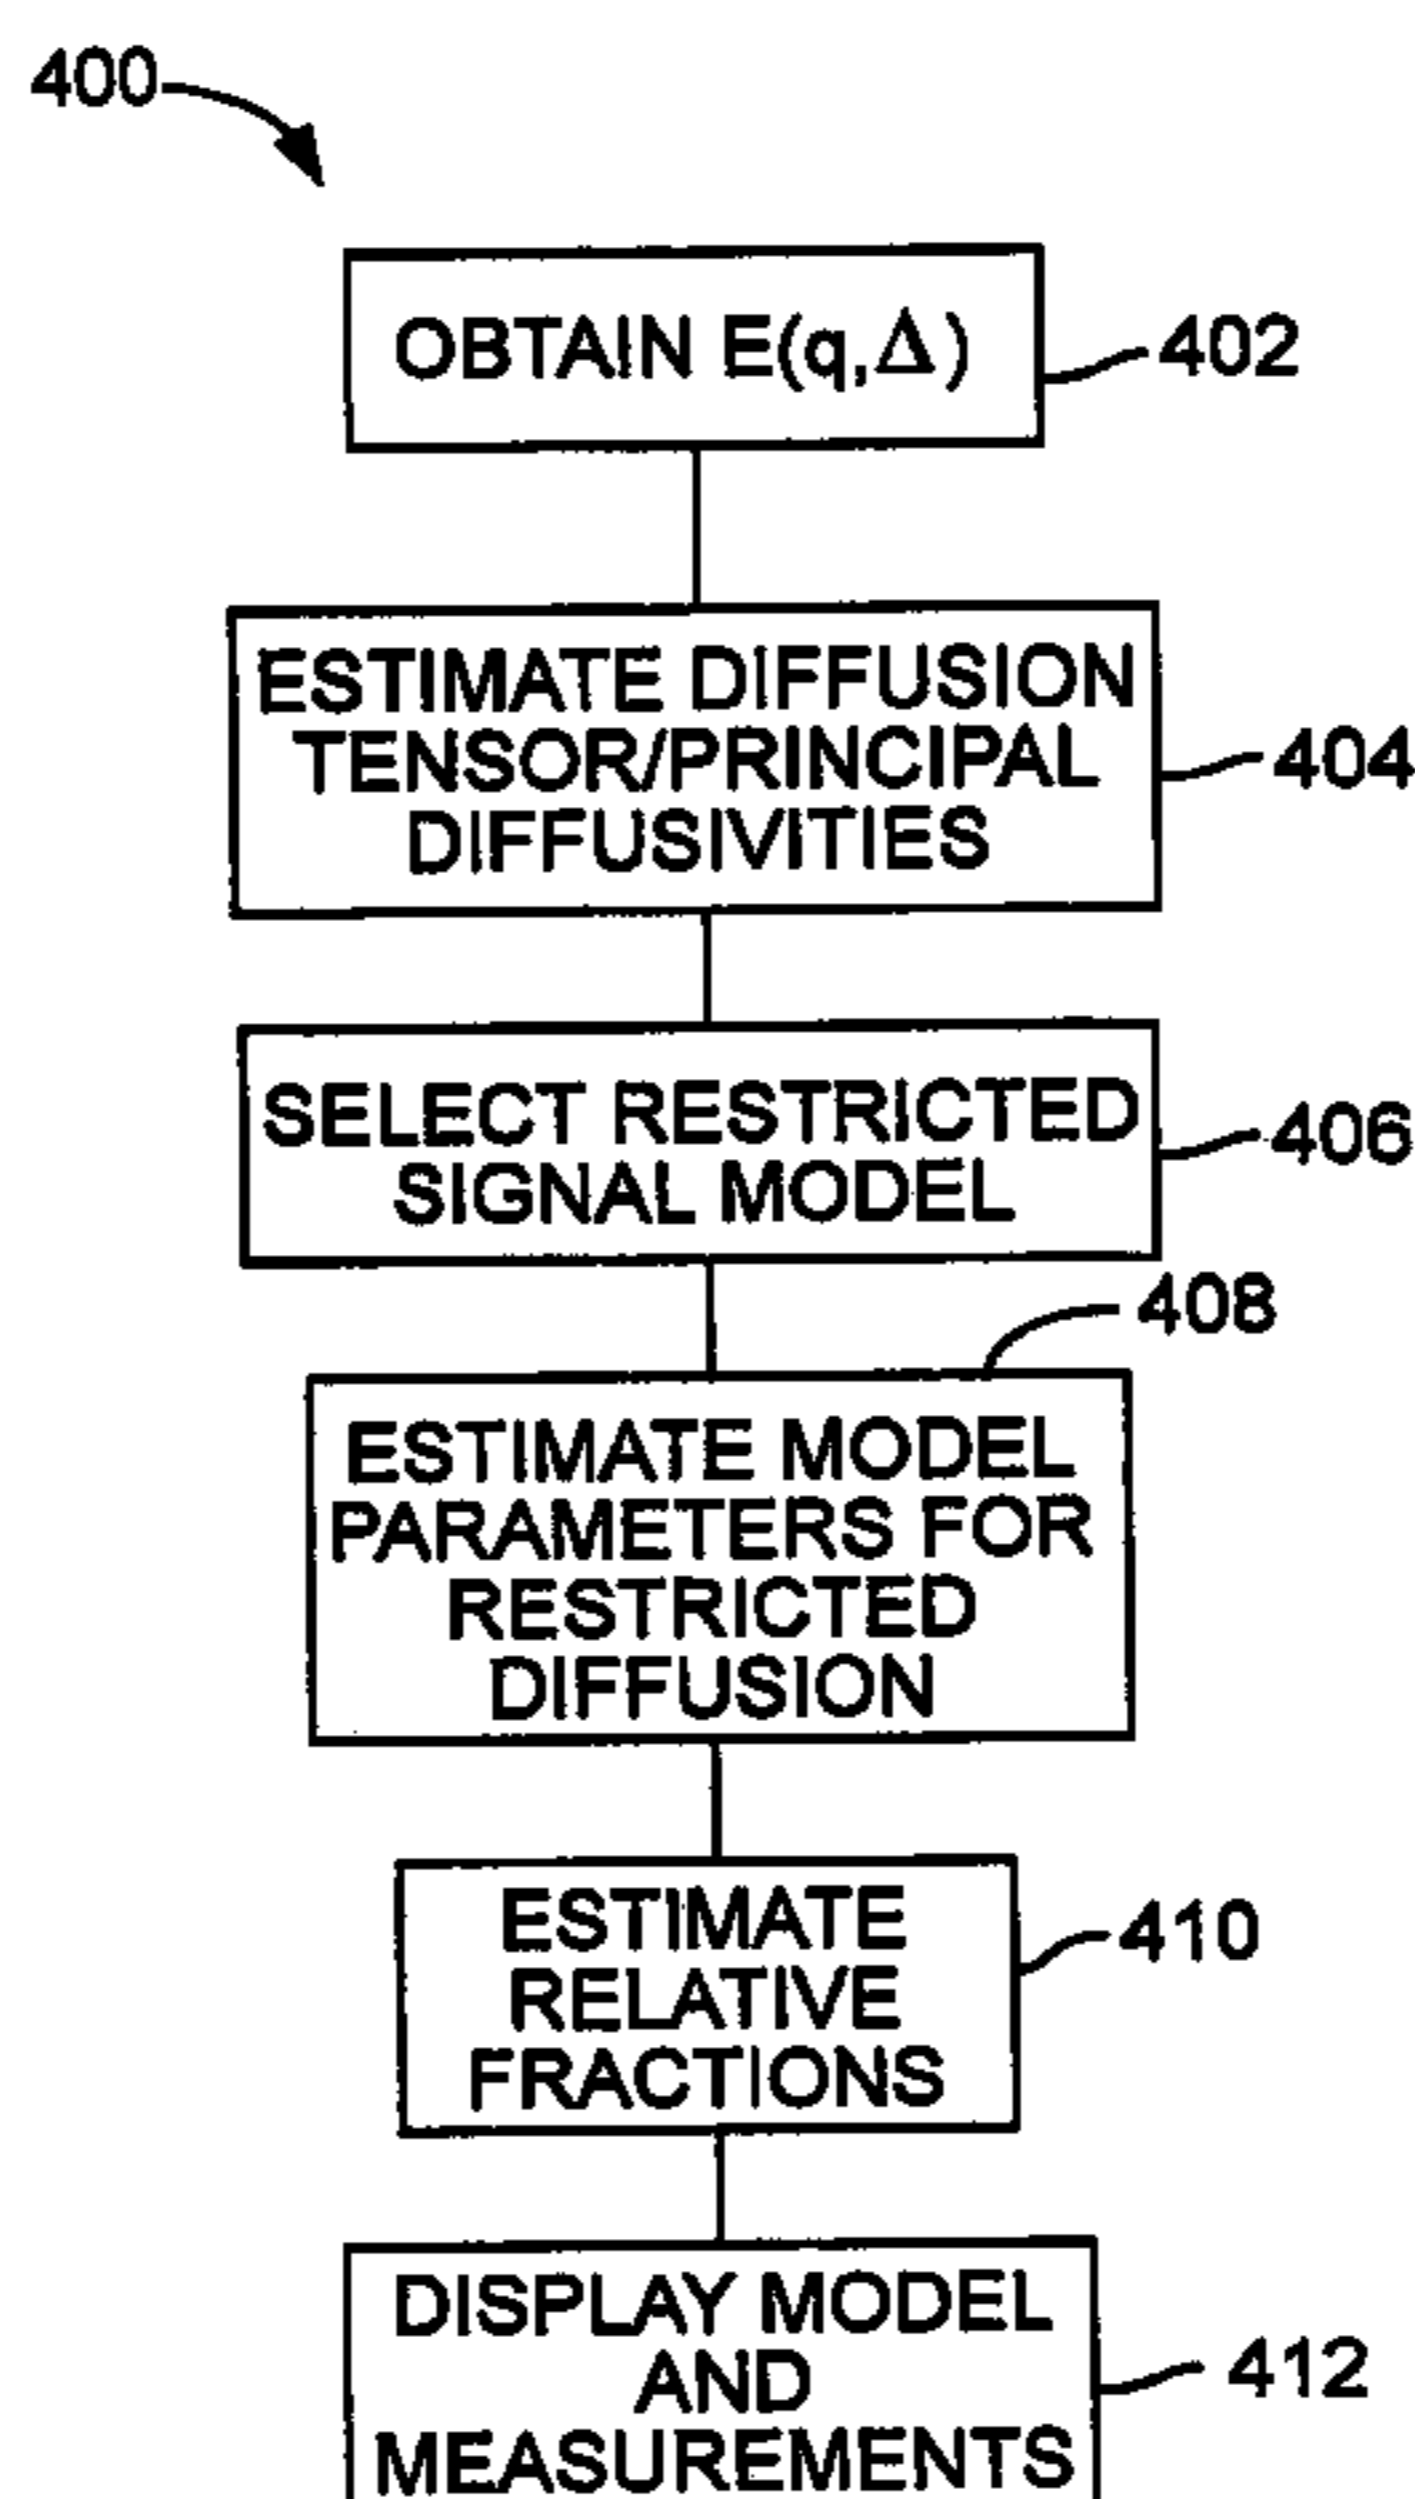 400
OBTAIN E(q,Δ)
402
ESTIMATE DIFFUSION
TENSOR/PRINCIPAL
DIFFUSIVITIES
404
SELECT RESTRICTED
SIGNAL MODEL
406
408
ESTIMATE MODEL
PARAMETERS FOR
RESTRICTED
DIFFUSION
ESTIMATE
RELATIVE
FRACTIONS
410
DISPLAY MODEL
AND
MEASUREMENTS
412